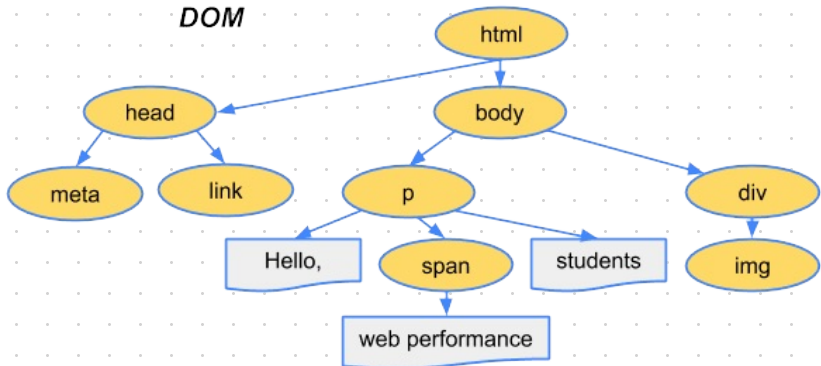 DOM
html
head
body
meta
link
p
div
Hello,
span
students
img
web performance